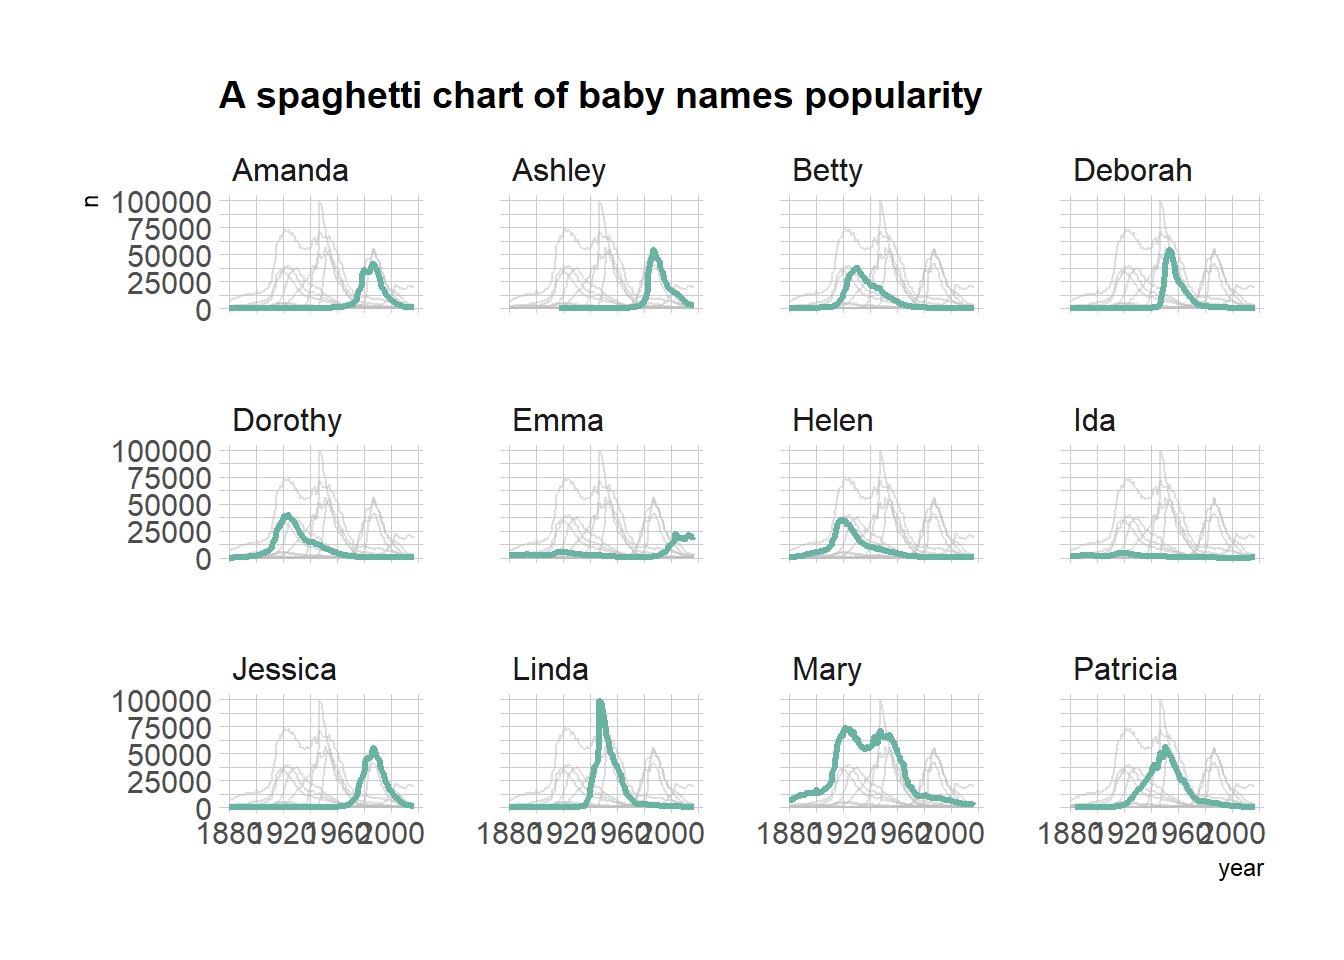 A spaghetti chart of baby names popularity
Amanda Ashley Betty Deborah
n
100000
75000
50000
25000
0
Dorothy Emma Helen Ida
100000
75000
50000
25000
0
Jessica Linda Mary Patricia
100000
75000
50000
25000
0
1880 1920 1960 2000 1880 1920 1960 2000 1880 1920 1960 2000 1880 1920 1960 2000
year